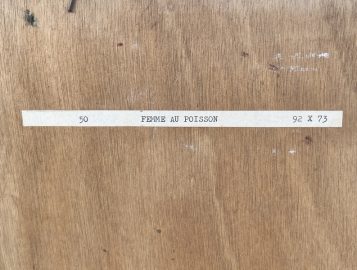 50 FEMME AU POISSON 92 X 73